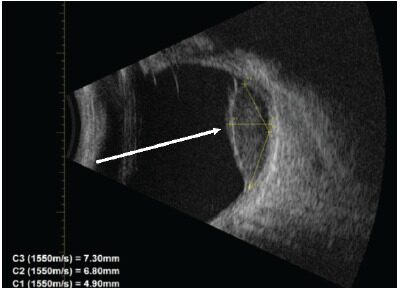 C3 (1550m/s) = 7.30mm
C2 (1550m/s) = 6.80mm
C1 (1550m/s) = 4.90mm